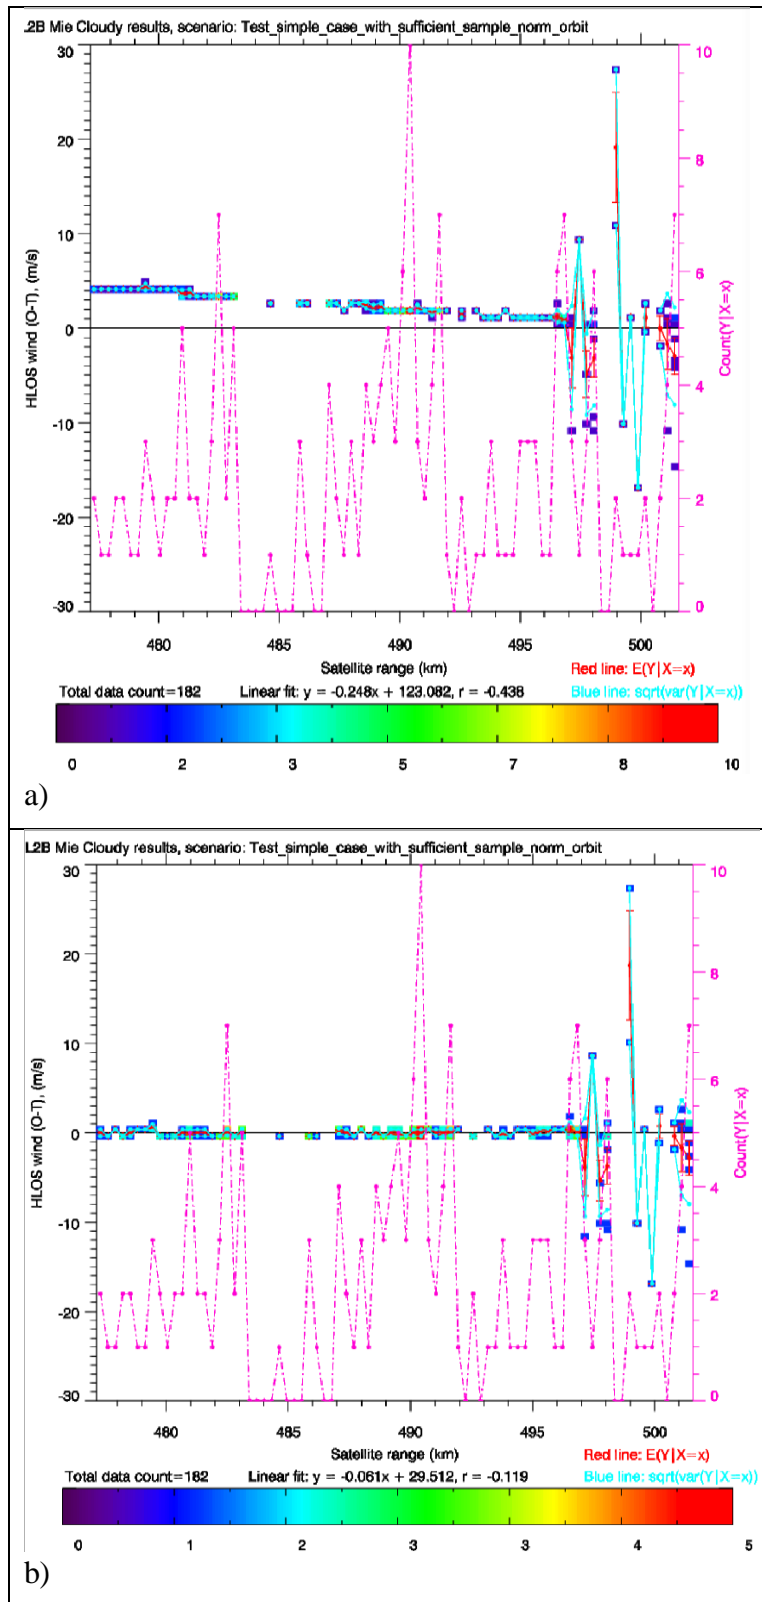 .2B Mie Cloudy results, scenario: Test_simple_case_with_sufficient_sample_norm_orbit
30
20
10
0
-10
-20
-30
HLOS wind (O-T), (m/s)
10
8
6
4
2
0
Count(Y|X=x)
480 485 490 495 500
Satellite range (km) Red line: E(Y|X=x)
Total data count=182 Linear fit: y = -0.248x + 123.082, r = -0.438 Blue line: sqrt(var(Y|X=x))
0 2 3 5 7 8 10
a)
L2B Mie Cloudy results, scenario: Test_simple_case_with_sufficient_sample_norm_orbit
30
20
10
0
-10
-20
-30
HLOS wind (O-T), (m/s)
10
8
6
4
2
0
Count(Y|X=x)
480 485 490 495 500
Satellite range (km) Red line: E(Y|X=x)
Total data count=182 Linear fit: y = -0.061x + 29.512, r = -0.119 Blue line: sqrt(var(Y|X=x))
0 1 2 3 3 4 5
b)